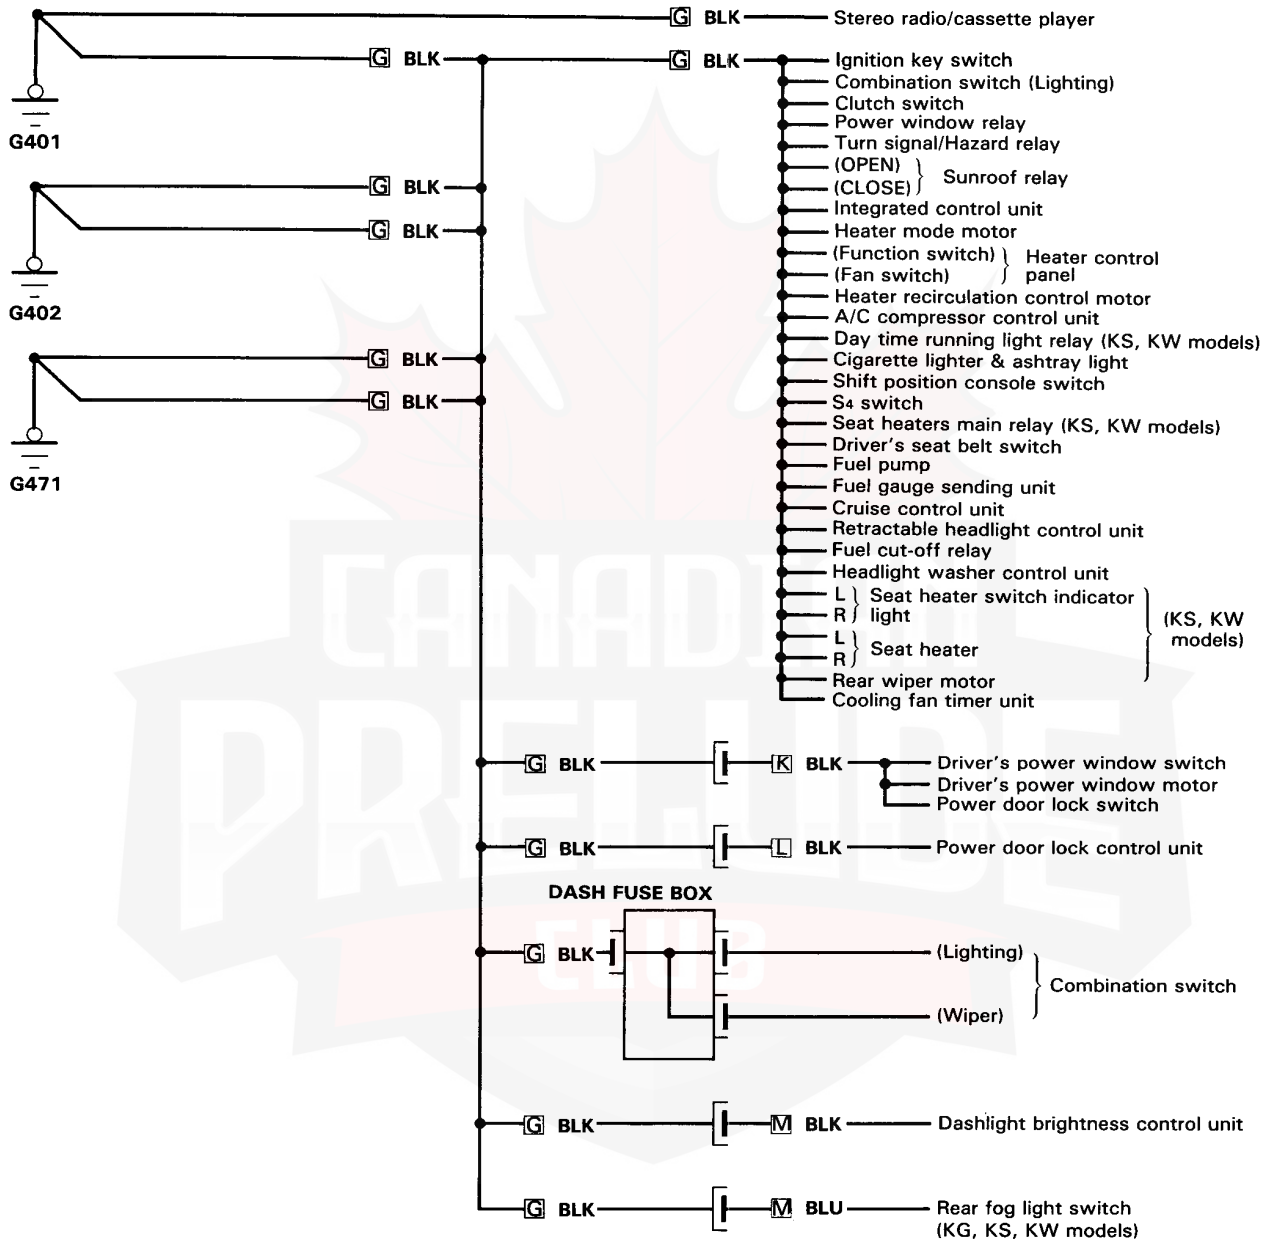 G BLK Stereo radio/cassette player
G BLK G BLK Ignition key switch
Combination switch (Lighting)
Clutch switch
G401
Power window relay
Turn signal/Hazard relay
(OPEN)
(CLOSE)
Sunroof relay
G BLK
Integrated control unit
G BLK
Heater mode motor
(Function switch)
(Fan switch)
Heater control
panel
G402
Heater recirculation control motor
A/C compressor control unit
Day time running light relay (KS, KW models)
G BLK
Cigarette lighter & ashtray light
Shift position console switch
G BLK
S4 switch
Seat heaters main relay (KS, KW models)
Driver's seat belt switch
Fuel pump
G471
Fuel gauge sending unit
Cruise control unit
Retractable headlight control unit
Fuel cut-off relay
Headlight washer control unit
L
R
Seat heater switch indicator
light
L
R
Seat heater
(KS, KW
models)
Rear wiper motor
Cooling fan timer unit
CANADIAN
PRELUDE
CLUB
G BLK K BLK Driver's power window switch
Driver's power window motor
Power door lock switch
G BLK L BLK Power door lock control unit
DASH FUSE BOX
G BLK (Lighting)
Combination switch
(Wiper)
G BLK M BLK Dashlight brightness control unit
G BLK M BLU Rear fog light switch
(KG, KS, KW models)